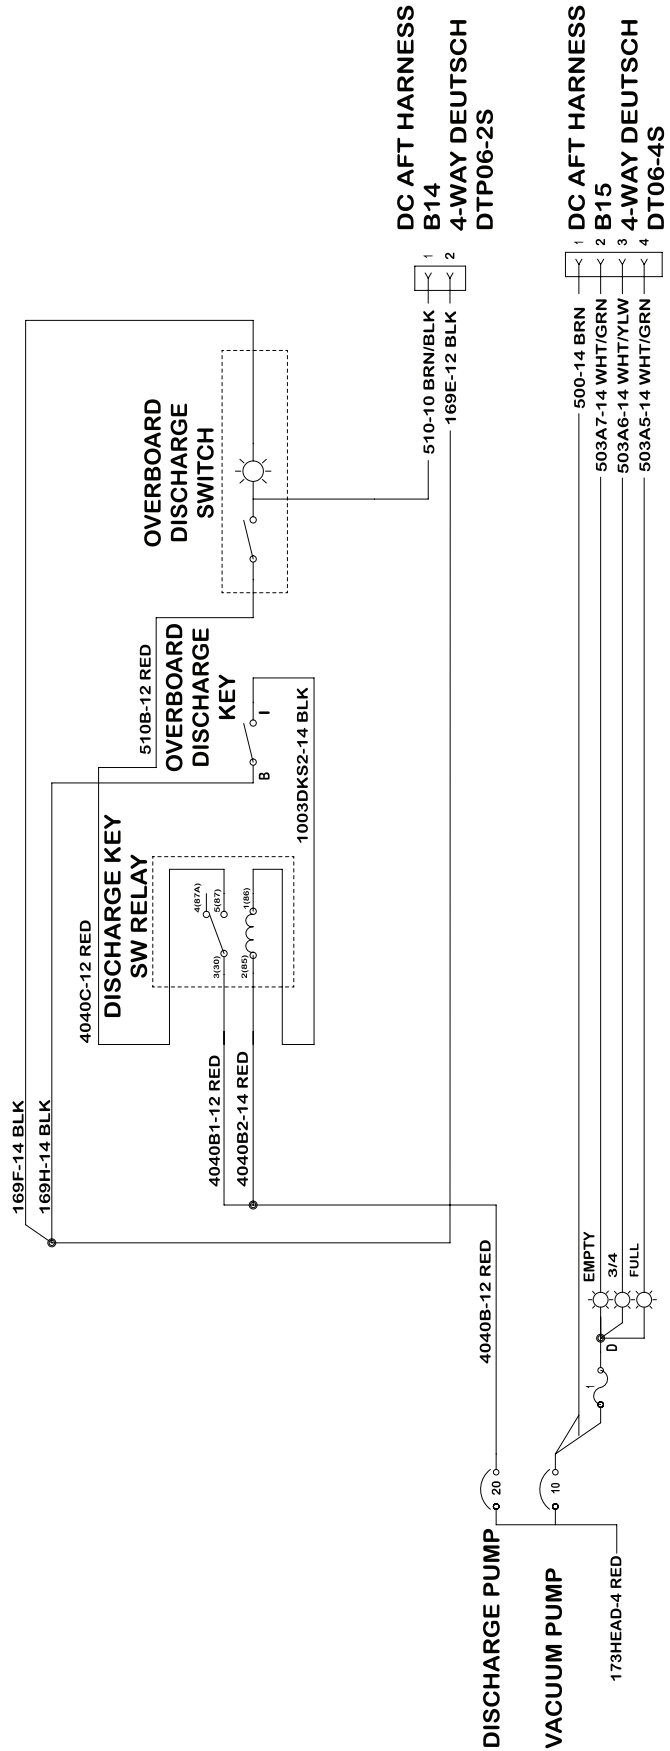 DC AFT HARNESS
B14
4-WAY DEUTSCH
DTP06-2S
1
2
510-10 BRN/BLK
169E-12 BLK
DC AFT HARNESS
B15
4-WAY DEUTSCH
DT06-4S
1
2
3
4
500-14 BRN
503A7-14 WHT/GRN
503A6-14 WHT/YLW
503A5-14 WHT/GRN
OVERBOARD
DISCHARGE
SWITCH
510B-12 RED
OVERBOARD
DISCHARGE
KEY
B
I
1003DKS2-14 BLK
DISCHARGE KEY
SW RELAY
4(87A)
5(87)
3(30)
1(86)
2(85)
4040C-12 RED
4040B1-12 RED
4040B2-14 RED
169F-14 BLK
169H-14 BLK
4040B-12 RED
EMPTY
3/4
FULL
D
1
20
10
DISCHARGE PUMP
VACUUM PUMP
173HEAD-4 RED